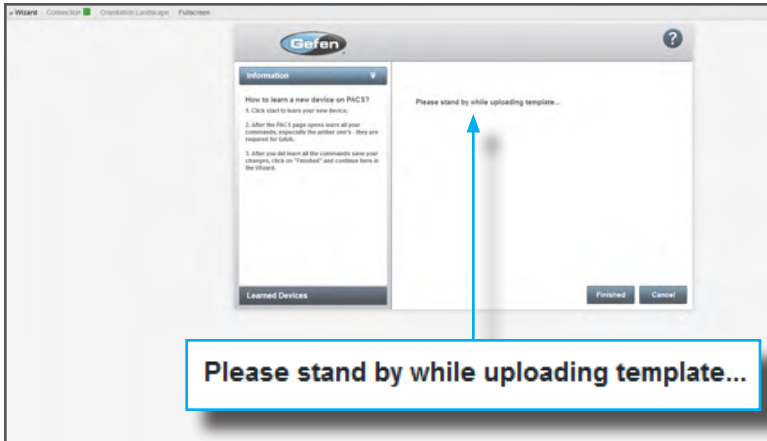 » Wizard Connection Orientation Landscape Fullscreen
Gefen
?
Information
How to learn a new device on PACS?
1. Click start to learn your new device.
2. After the PACS page opens learn all your
commands, especially the amber one's - they are
required for GAVA.
3. After you did learn all the commands save your
changes, click on "Finished" and continue here in
the Wizard.
Please stand by while uploading template...
Learned Devices
Finished Cancel
Please stand by while uploading template...